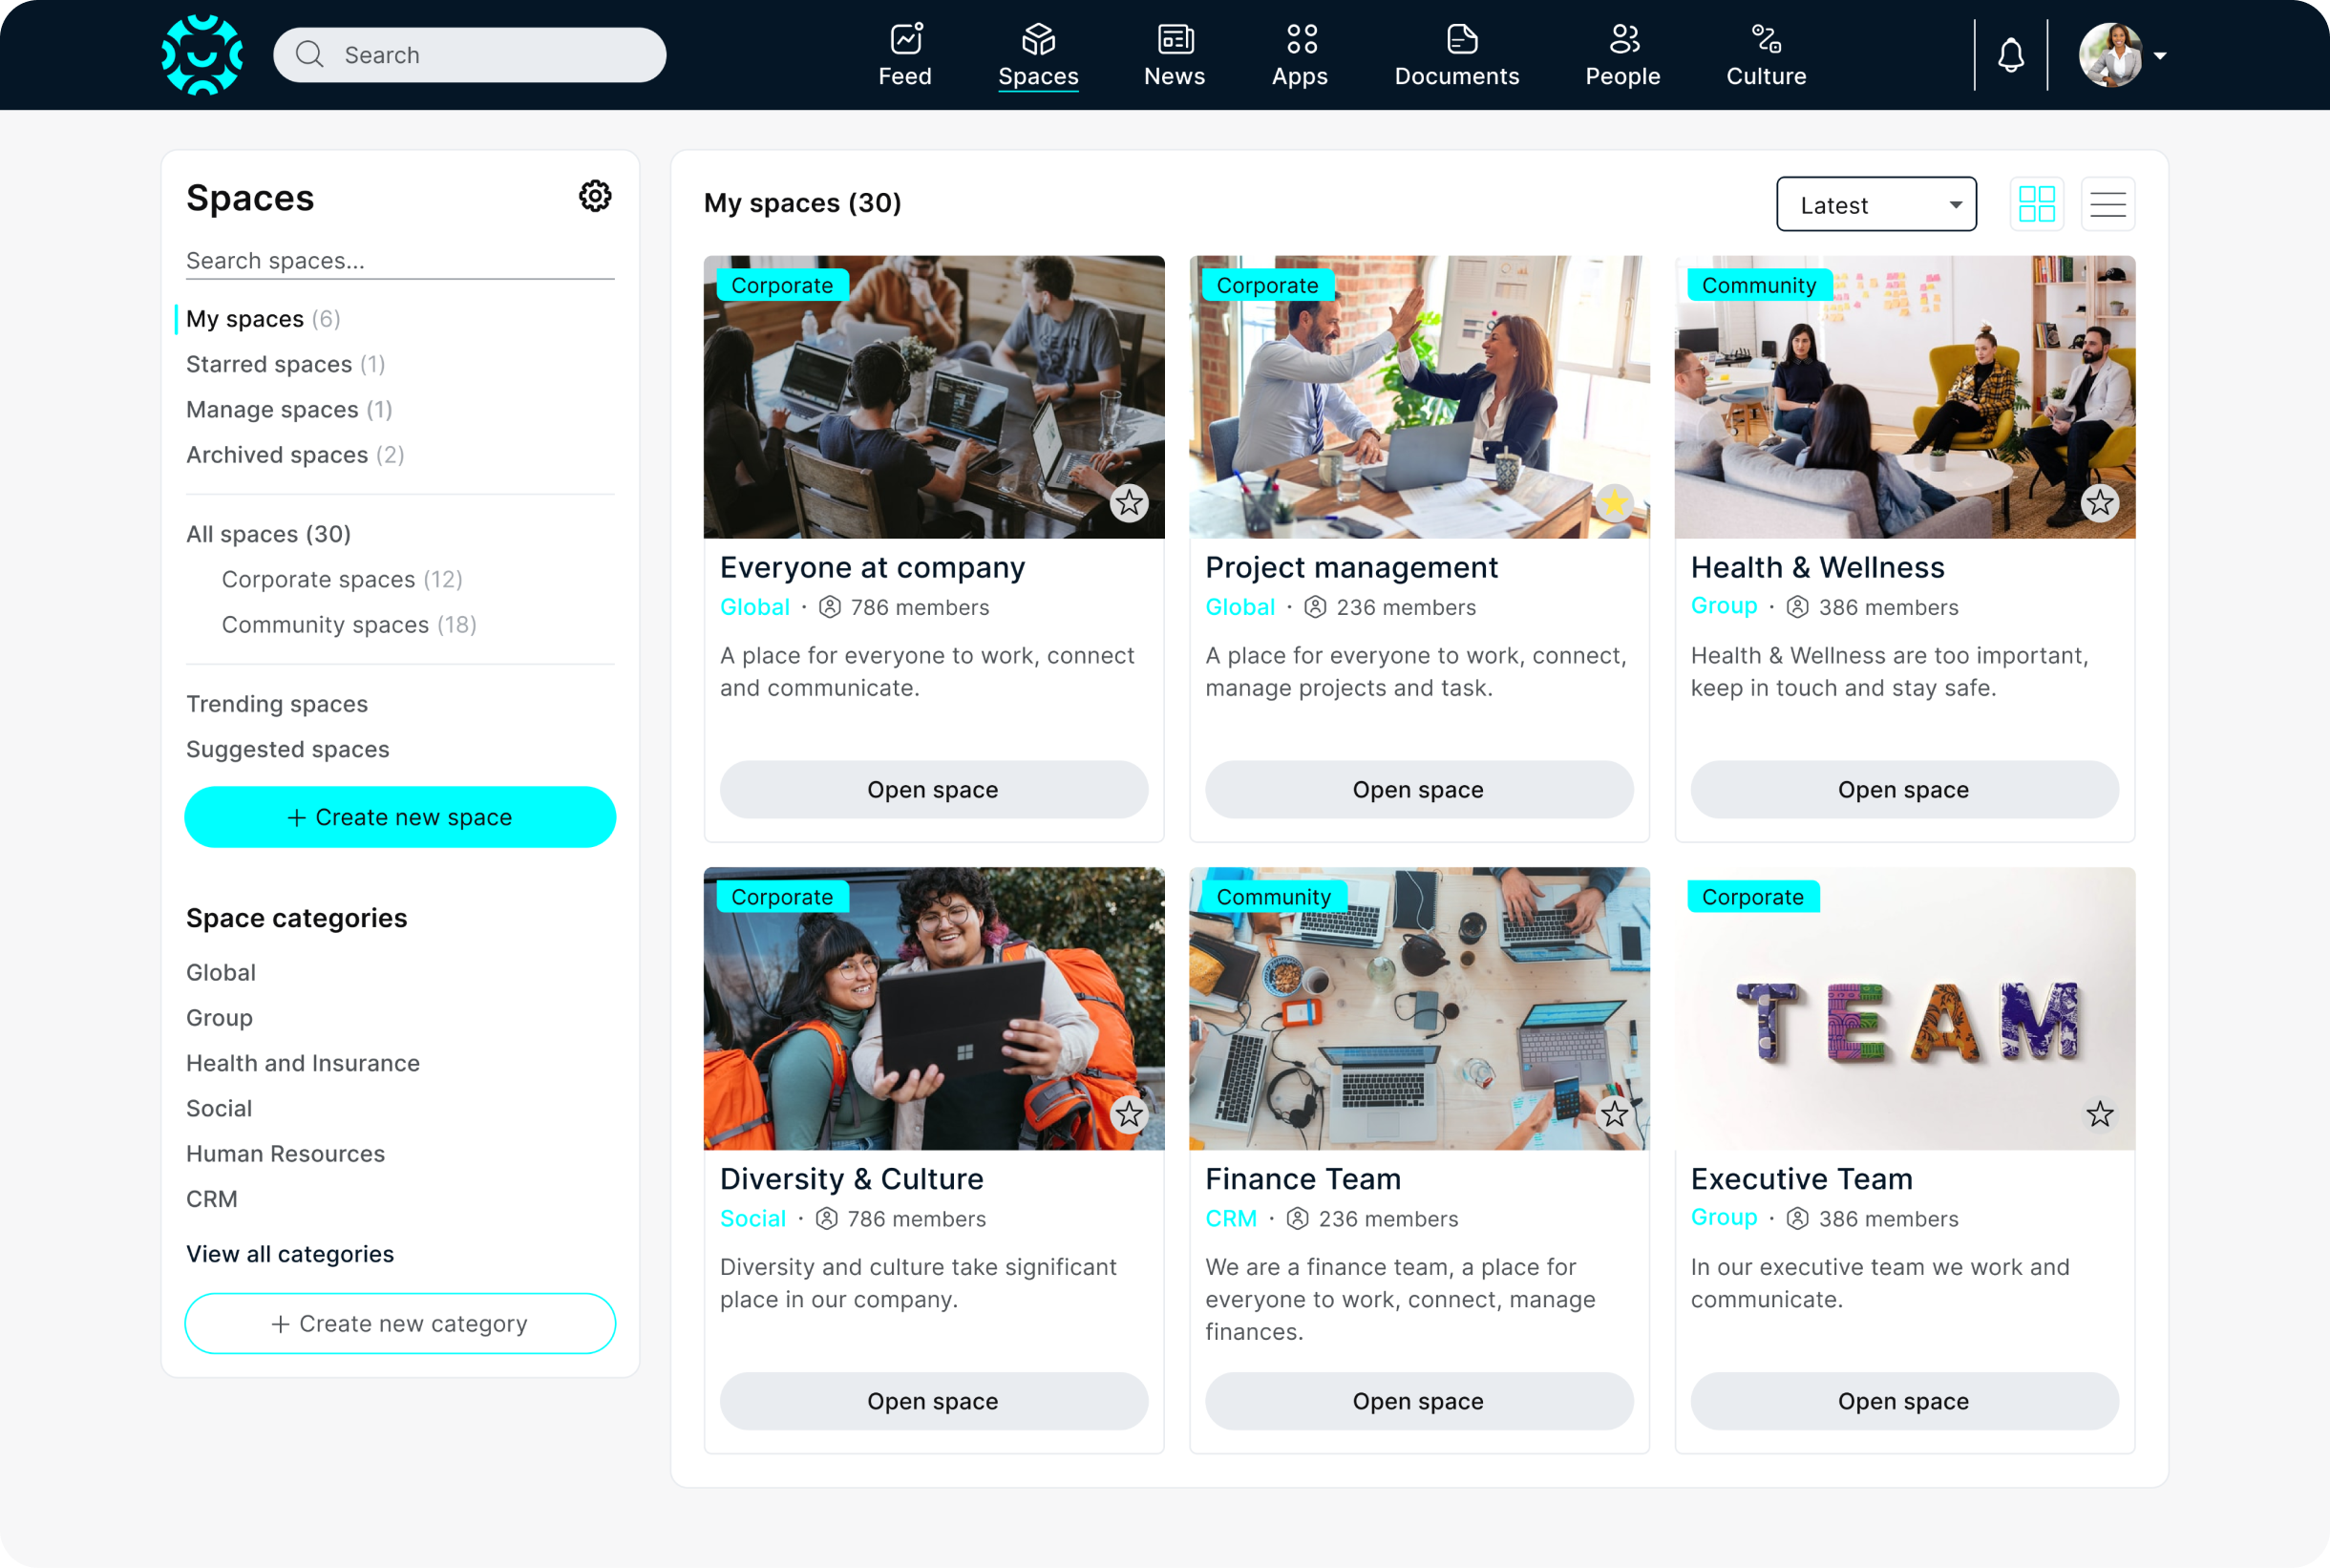 Search
Feed
Spaces
News
Apps
Documents
People
Culture
Spaces
Search spaces...
My spaces (6)
Starred spaces (1)
Manage spaces (1)
Archived spaces (2)
All spaces (30)
Corporate spaces (12)
Community spaces (18)
Trending spaces
Suggested spaces
+ Create new space
Space categories
Global
Group
Health and Insurance
Social
Human Resources
CRM
View all categories
+ Create new category
My spaces (30)
Latest
Corporate
Everyone at company
Global · 786 members
A place for everyone to work, connect
and communicate.
Open space
Corporate
Project management
Global · 236 members
A place for everyone to work, connect,
manage projects and task.
Open space
Community
Health & Wellness
Group · 386 members
Health & Wellness are too important,
keep in touch and stay safe.
Open space
Corporate
Diversity & Culture
Social · 786 members
Diversity and culture take significant
place in our company.
Open space
Community
Finance Team
CRM · 236 members
We are a finance team, a place for
everyone to work, connect, manage
finances.
Open space
Corporate
TEAM
Executive Team
Group · 386 members
In our executive team we work and
communicate.
Open space